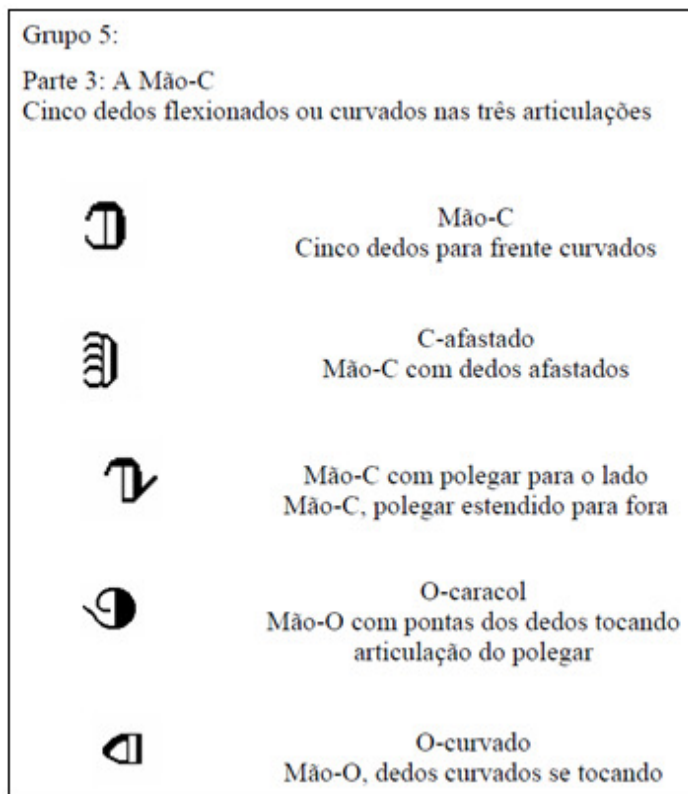 Grupo 5:
Parte 3: A Mão-C
Cinco dedos flexionados ou curvados nas três articulações
Mão-C
Cinco dedos para frente curvados
C-afastado
Mão-C com dedos afastados
Mão-C com polegar para o lado
Mão-C, polegar estendido para fora
O-caracol
Mão-O com pontas dos dedos tocando
articulação do polegar
O-curvado
Mão-O, dedos curvados se tocando